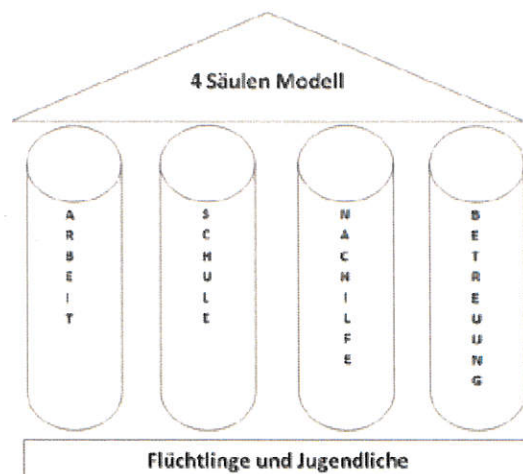 4 Säulen Modell
ARBEIT
SCHULE
NACHHILFE
BETREUUNG
Flüchtlinge und Jugendliche